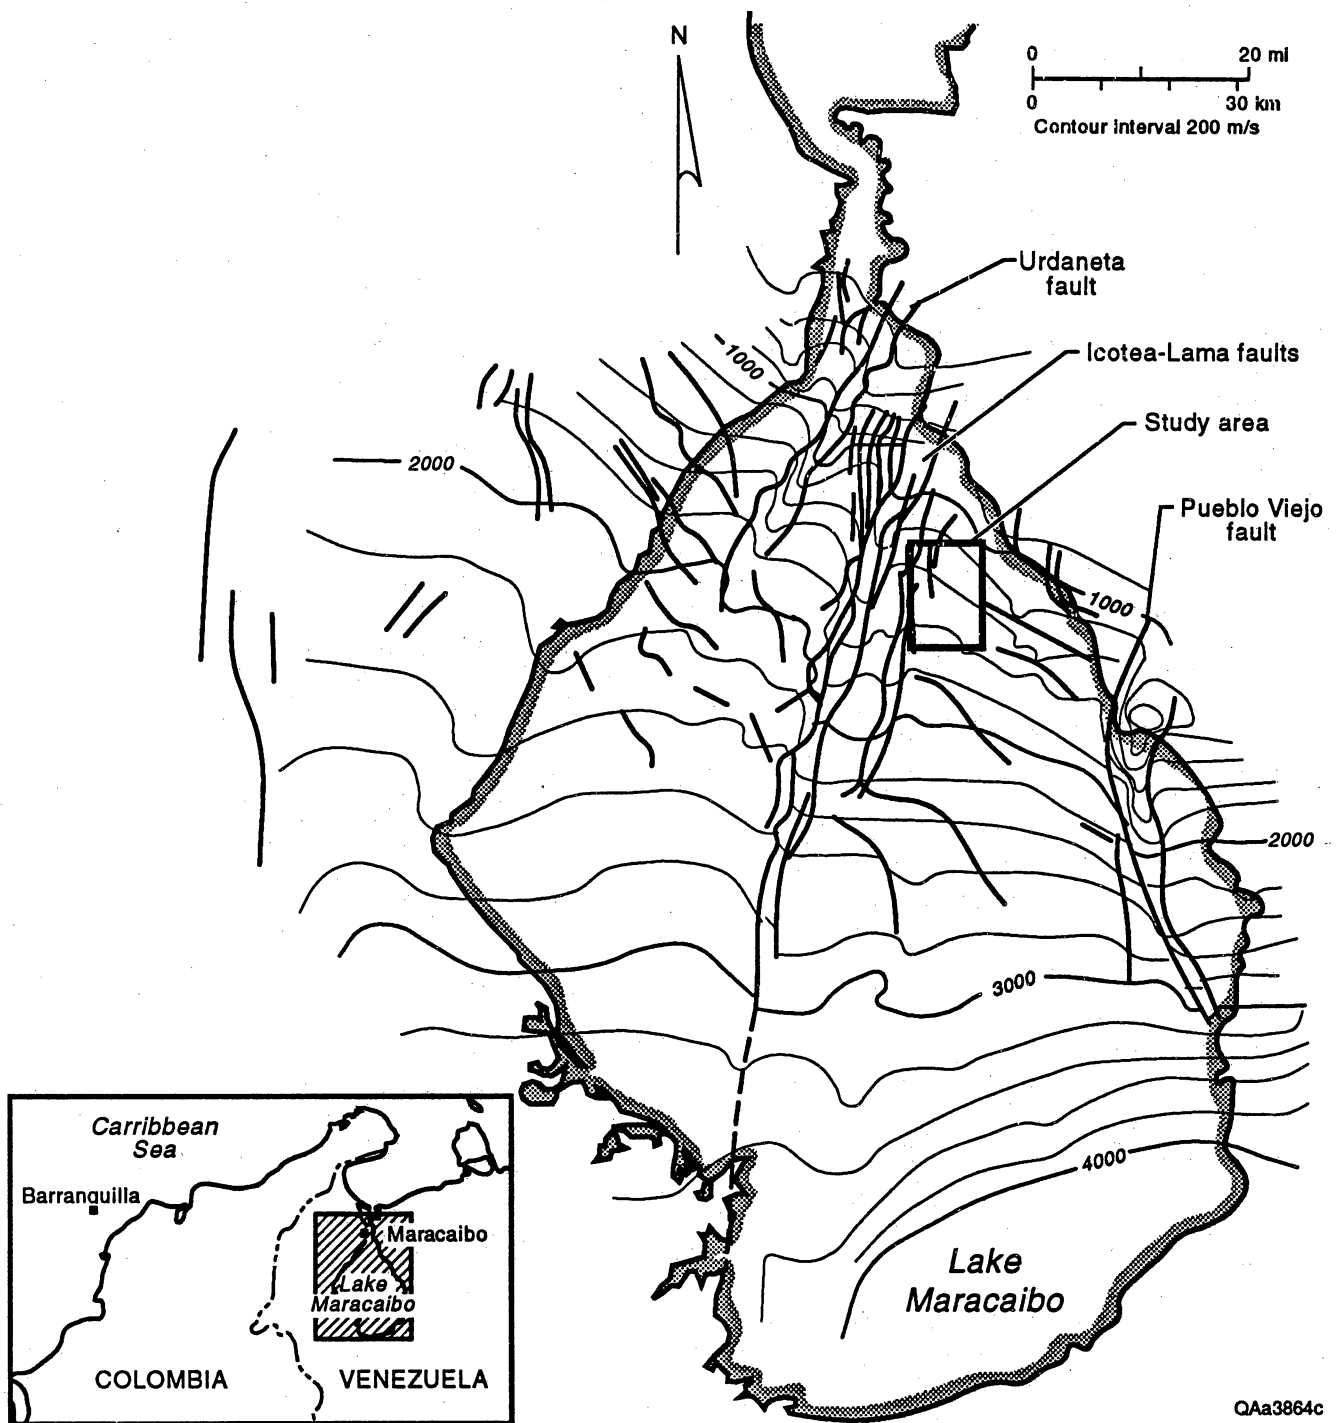 N
0 20 mi
0 30 km
Contour interval 200 m/s
Urdaneta
fault
Icotea-Lama faults
Study area
Pueblo Viejo
fault
1000
2000
1000
2000
3000
4000
Lake
Maracaibo
Carribbean
Sea
Barranquilla
Maracaibo
Lake
Maracaibo
COLOMBIA
VENEZUELA
QAa3864c